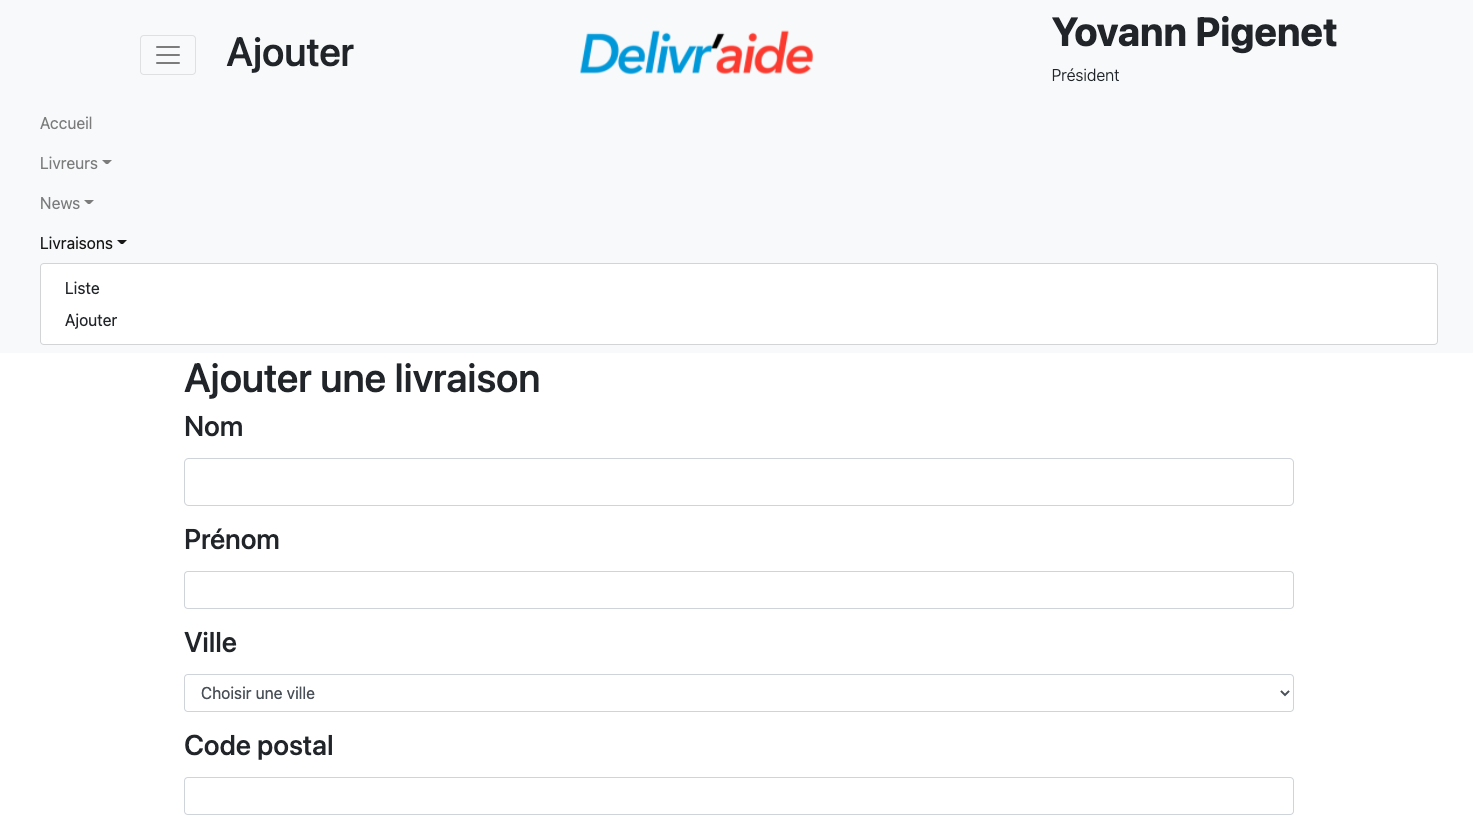 Ajouter
Delivr'aide
Yovann Pigenet
Président
Accueil
Livreurs
News
Livraisons
Liste
Ajouter
Ajouter une livraison
Nom
Prénom
Ville
Choisir une ville
Code postal